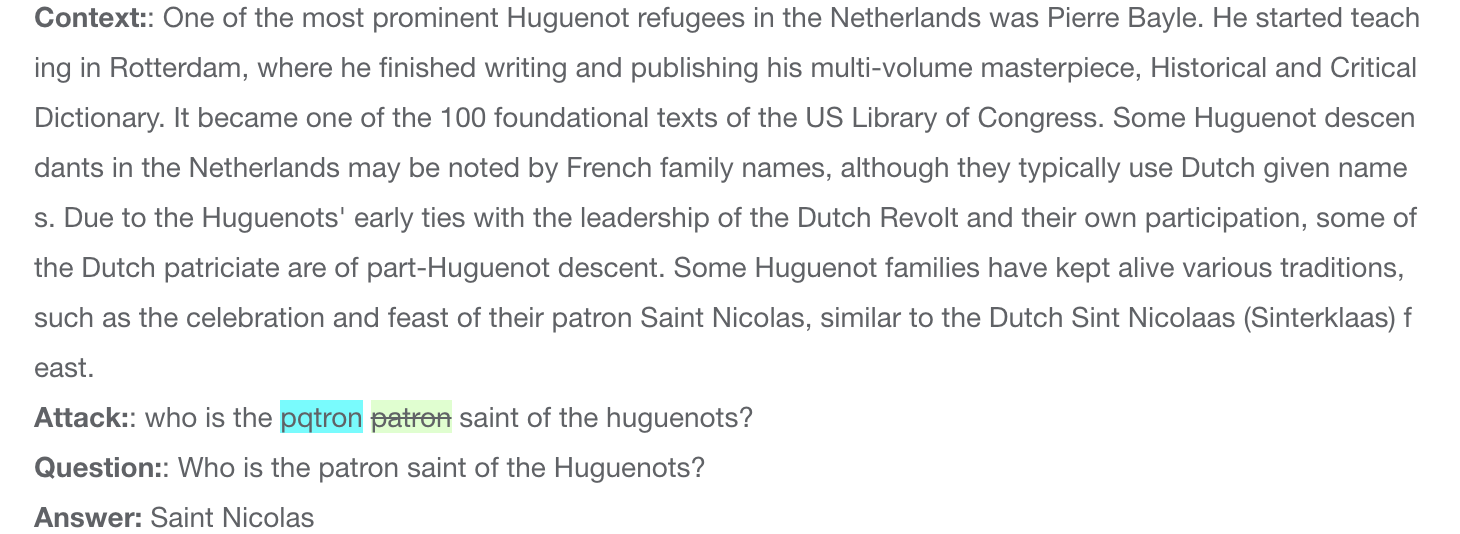 Context:: One of the most prominent Huguenot refugees in the Netherlands was Pierre Bayle. He started teach
ing in Rotterdam, where he finished writing and publishing his multi-volume masterpiece, Historical and Critical
Dictionary. It became one of the 100 foundational texts of the US Library of Congress. Some Huguenot descen
dants in the Netherlands may be noted by French family names, although they typically use Dutch given name
s. Due to the Huguenots' early ties with the leadership of the Dutch Revolt and their own participation, some of
the Dutch patriciate are of part-Huguenot descent. Some Huguenot families have kept alive various traditions,
such as the celebration and feast of their patron Saint Nicolas, similar to the Dutch Sint Nicolaas (Sinterklaas) f
east.
Attack:: who is the pqtron patron saint of the huguenots?
Question:: Who is the patron saint of the Huguenots?
Answer: Saint Nicolas